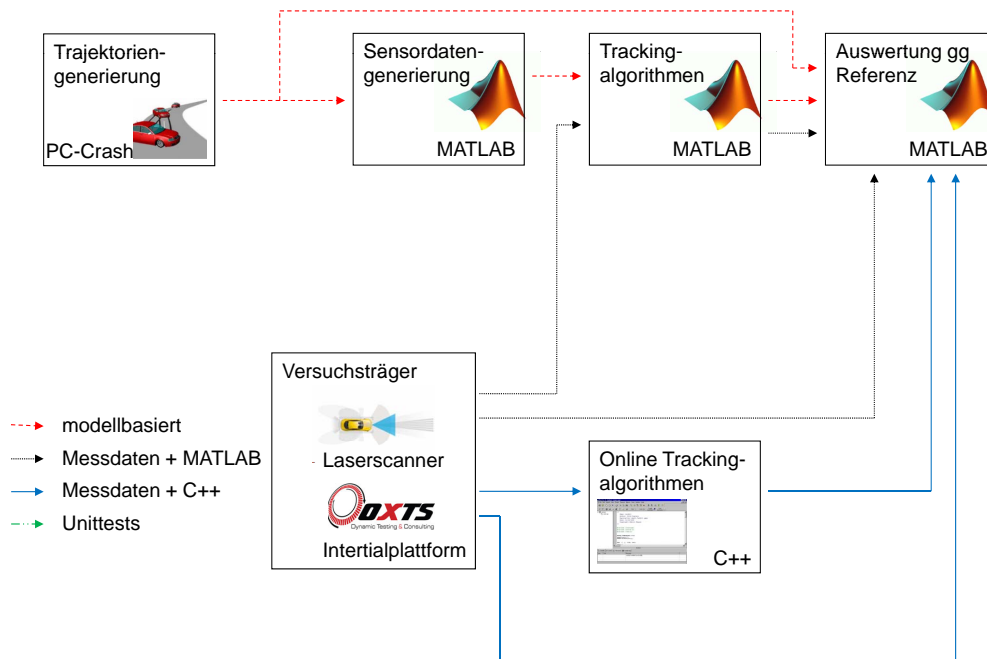 Trajektorien-
generierung
PC-Crash
Sensordaten-
generierung
MATLAB
Tracking-
algorithmen
MATLAB
Auswertung gg
Referenz
MATLAB
Versuchsträger
Laserscanner
OXTS
Dynamic Testing & Consulting
Intertialplattform
Online Tracking-
algorithmen
C++
modellbasiert
Messdaten + MATLAB
Messdaten + C++
Unittests